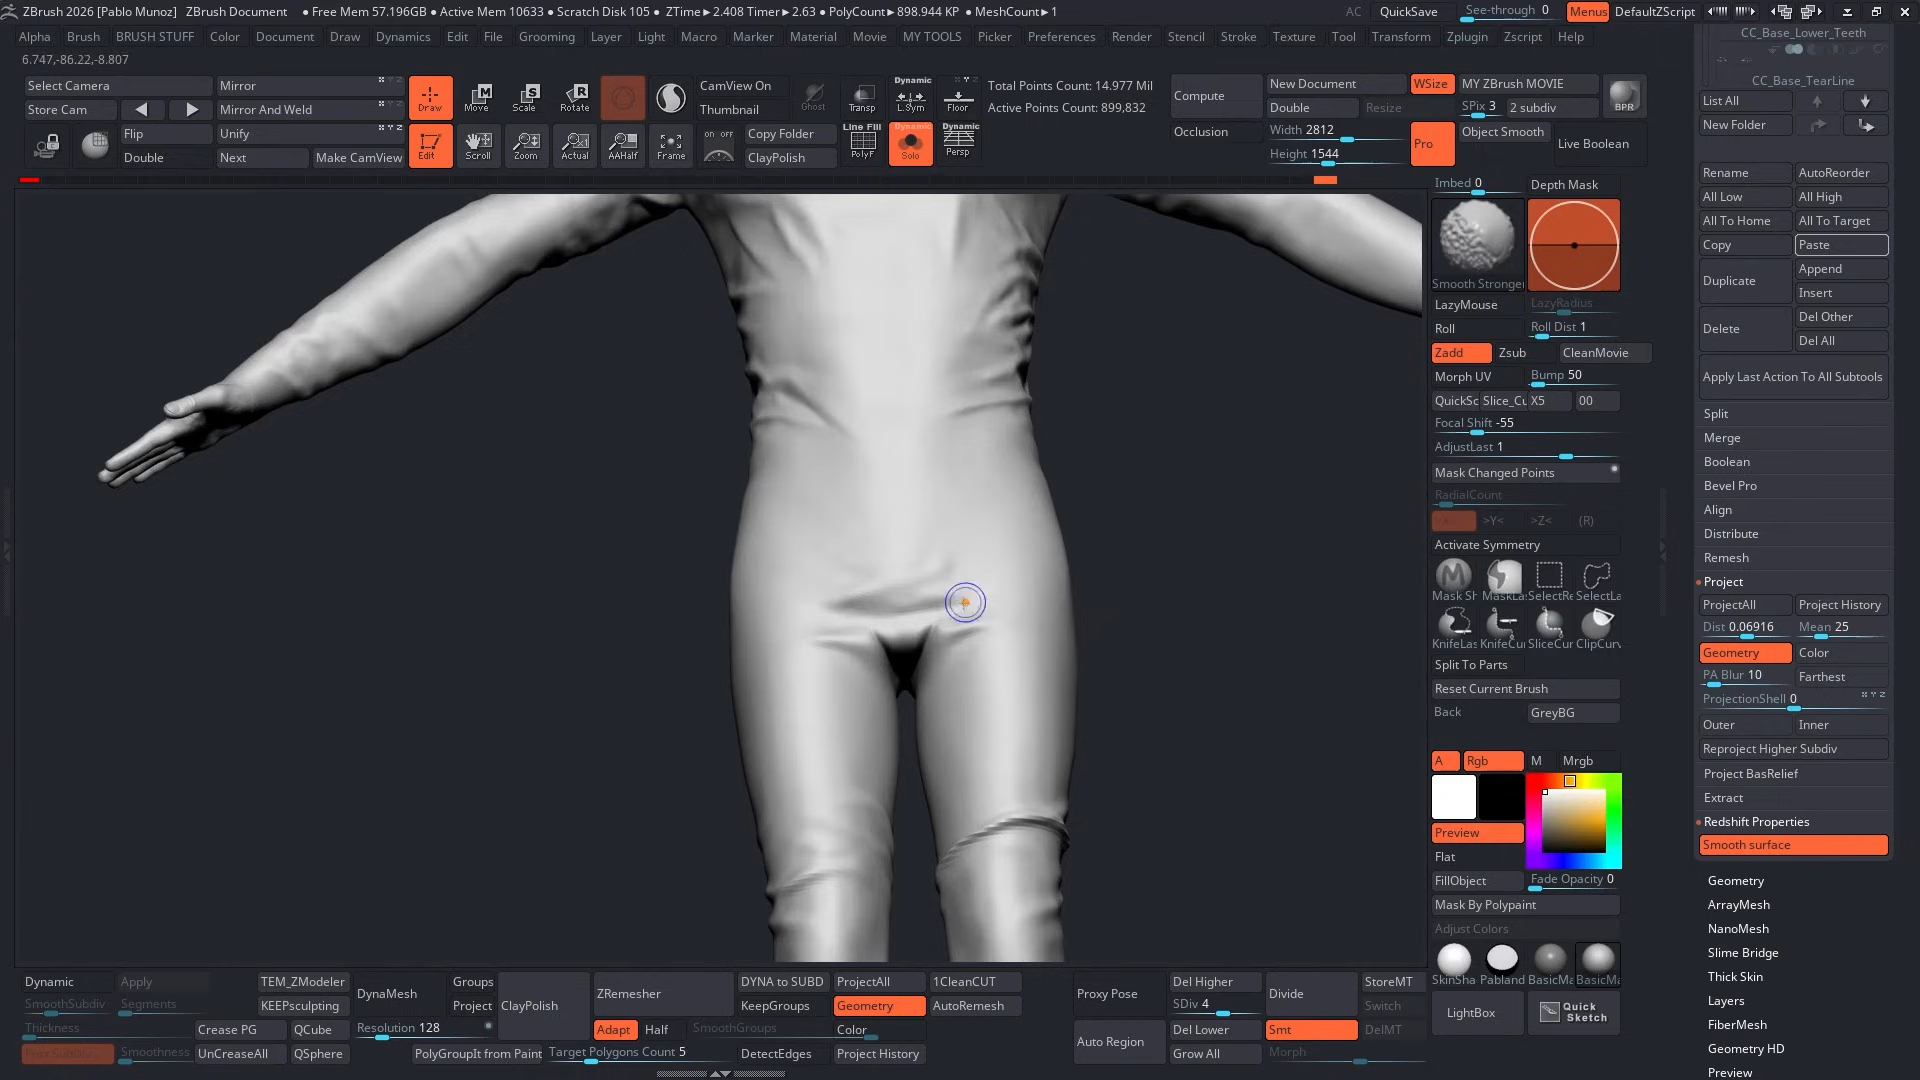 ZBrush 2026 [Pablo Munoz] ZBrush Document ● Free Mem 57.196GB ● Active Mem 10633 ● Scratch Disk 105 ● ZTime►2.408 Timer►2.63 ● PolyCount►898.944 KP ● MeshCount►1 AC QuickSave See-through 0 Menus DefaultZScript
Alpha Brush BRUSH STUFF Color Document Draw Dynamics Edit File Grooming Layer Light Macro Marker Material Movie MY TOOLS Picker Preferences Render Stencil Stroke Texture Tool Transform Zplugin Zscript Help
6.747,-86.22,-8.807
Select Camera Mirror
Store Cam Mirror And Weld
Flip Unify
Double Next Make CamView
Draw Move Scale Rotate
Edit Scroll Zoom Actual AAHalf Frame
CamView On
Thumbnail
on off Copy Folder
ClayPolish
Ghost Transp Dynamic L.Sym Floor
Line Fill PolyF Dynamic Solo Dynamic Persp
Total Points Count: 14.977 Mil
Active Points Count: 899,832
Compute
Occlusion
New Document WSize MY ZBrush MOVIE BPR
Double Resize SPix 3 2 subdiv
Width 2812 Pro Object Smooth Live Boolean
Height 1544
Imbed 0 Depth Mask
Smooth Stronger
LazyMouse LazyRadius
Roll Roll Dist 1
Zadd Zsub CleanMovie
Morph UV Bump 50
QuickSc Slice_Cu X5 00
Focal Shift -55
AdjustLast 1
Mask Changed Points
RadialCount
>Y< >Z< (R)
Activate Symmetry
Mask Sh MaskLa SelectRe SelectLa
KnifeLas KnifeCur SliceCur ClipCurv
Split To Parts
Reset Current Brush
Back GreyBG
A Rgb M Mrgb
Preview
Flat
FillObject Fade Opacity 0
Mask By Polypaint
Adjust Colors
SkinSha Pabland BasicMa BasicMa
LightBox Quick Sketch
CC_Base_Lower_Teeth
CC_Base_TearLine
List All
New Folder
Rename AutoReorder
All Low All High
All To Home All To Target
Copy Paste
Duplicate Append
Insert
Delete Del Other
Del All
Apply Last Action To All Subtools
Split
Merge
Boolean
Bevel Pro
Align
Distribute
Remesh
Project
ProjectAll Project History
Dist 0.06916 Mean 25
Geometry Color
PA Blur 10 Farthest
ProjectionShell 0
Outer Inner
Reproject Higher Subdiv
Project BasRelief
Extract
Redshift Properties
Smooth surface
Geometry
ArrayMesh
NanoMesh
Slime Bridge
Thick Skin
Layers
FiberMesh
Geometry HD
Preview
Dynamic Apply TEM_ZModeler Groups ZRemesher DYNA to SUBD ProjectAll 1CleanCUT Proxy Pose Del Higher Divide StoreMT
SmoothSubdiv Segments KEEPsculpting DynaMesh Project ClayPolish KeepGroups Geometry AutoRemesh SDiv 4 Switch
Thickness Crease PG QCube Resolution 128 Adapt Half SmoothGroups Color Auto Region Del Lower Smt DelMT
Smoothness UnCreaseAll QSphere PolyGroupIt from Paint Target Polygons Count 5 DetectEdges Project History Grow All Morph